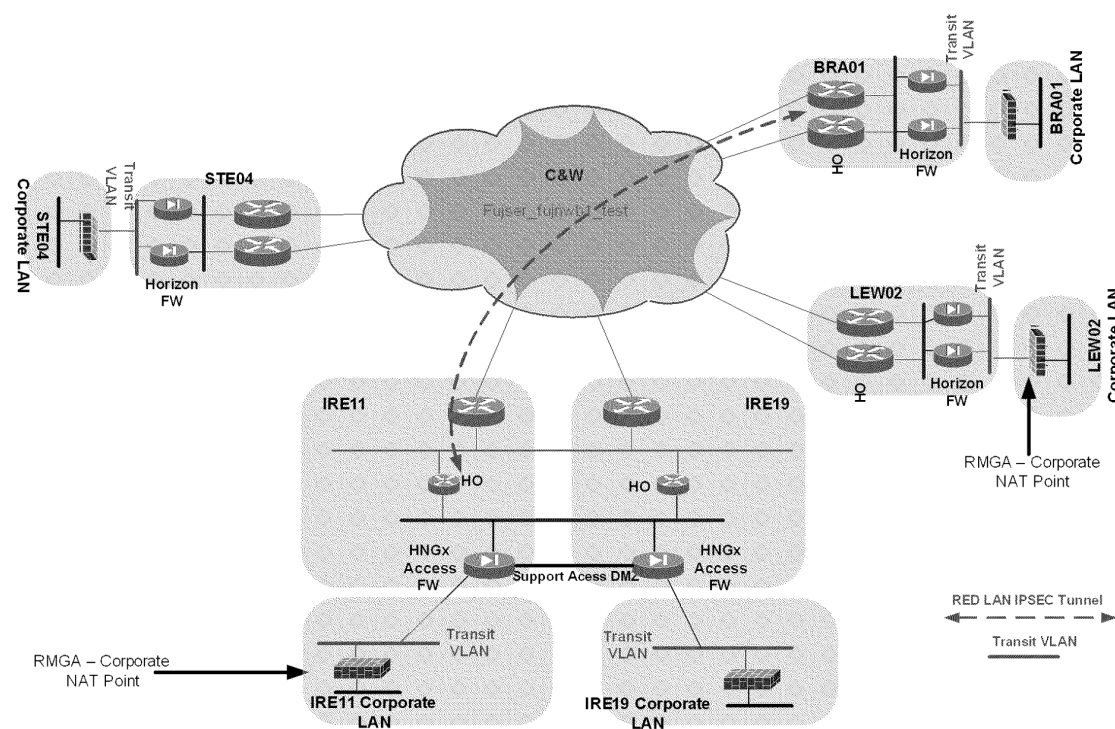 BRA01
Transit
VLAN
BRA01
Corporate LAN
HO
Horizon
FW
C&W
Fujser_fujnwb1_test
STE04
Transit
VLAN
STE04
Corporate LAN
Horizon
FW
LEW02
Transit
VLAN
LEW02
Corporate LAN
HO
Horizon
FW
RMGA – Corporate
NAT Point
IRE11
IRE19
HO
HO
HNGx
Access
FW
Support Acess DMZ
HNGx
Access
FW
RED LAN IPSEC Tunnel
Transit VLAN
Transit
VLAN
Transit
VLAN
RMGA – Corporate
NAT Point
IRE11 Corporate
LAN
IRE19 Corporate
LAN